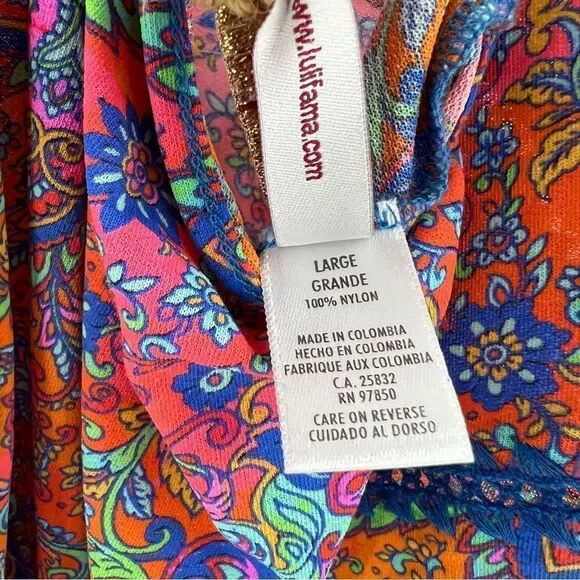 www.lulifama.com
LARGE
GRANDE
100% NYLON
MADE IN COLOMBIA
HECHO EN COLOMBIA
FABRIQUE AUX COLOMBIA
C.A. 25832
RN 97850
CARE ON REVERSE
CUIDADO AL DORSO